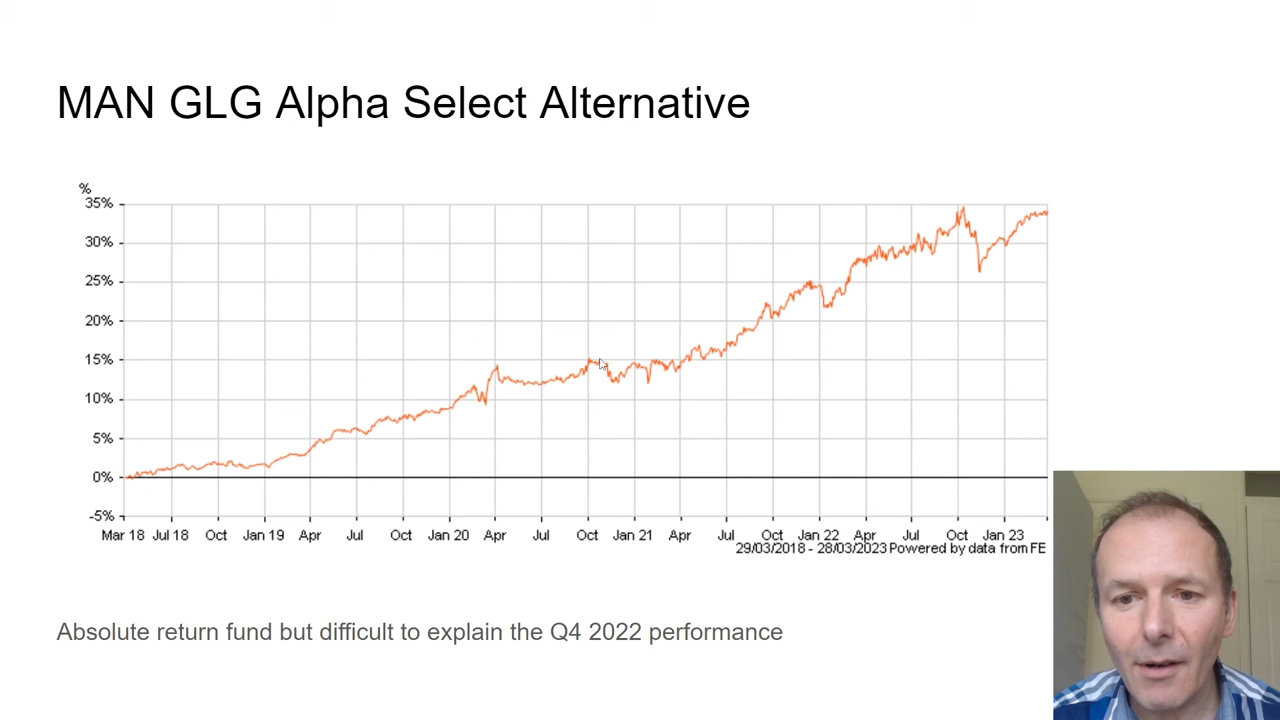 MAN GLG Alpha Select Alternative
%
35%
30%
25%
20%
15%
10%
5%
0%
-5%
Mar 18 Jul 18 Oct Jan 19 Apr Jul Oct Jan 20 Apr Jul Oct Jan 21 Apr Jul Oct Jan 22 Apr Jul Oct Jan 23
29/03/2018 - 28/03/2023 Powered by data from FE
Absolute return fund but difficult to explain the Q4 2022 performance